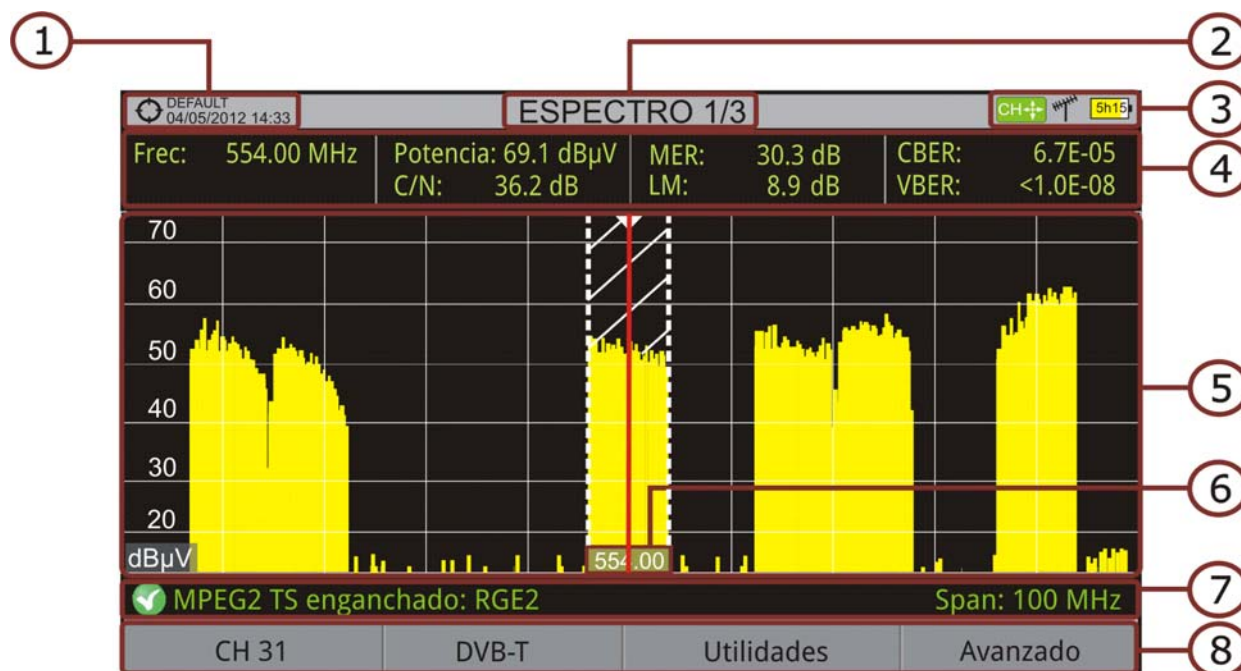 1
2
DEFAULT
04/05/2012 14:33
ESPECTRO 1/3
CH
5h15
3
Frec: 554.00 MHz
Potencia: 69.1 dBµV
MER: 30.3 dB
CBER: 6.7E-05
C/N: 36.2 dB
LM: 8.9 dB
VBER: <1.0E-08
4
70
60
50
40
30
20
dBµV
5
6
554.00
MPEG2 TS enganchado: RGE2
Span: 100 MHz
7
CH 31
DVB-T
Utilidades
Avanzado
8